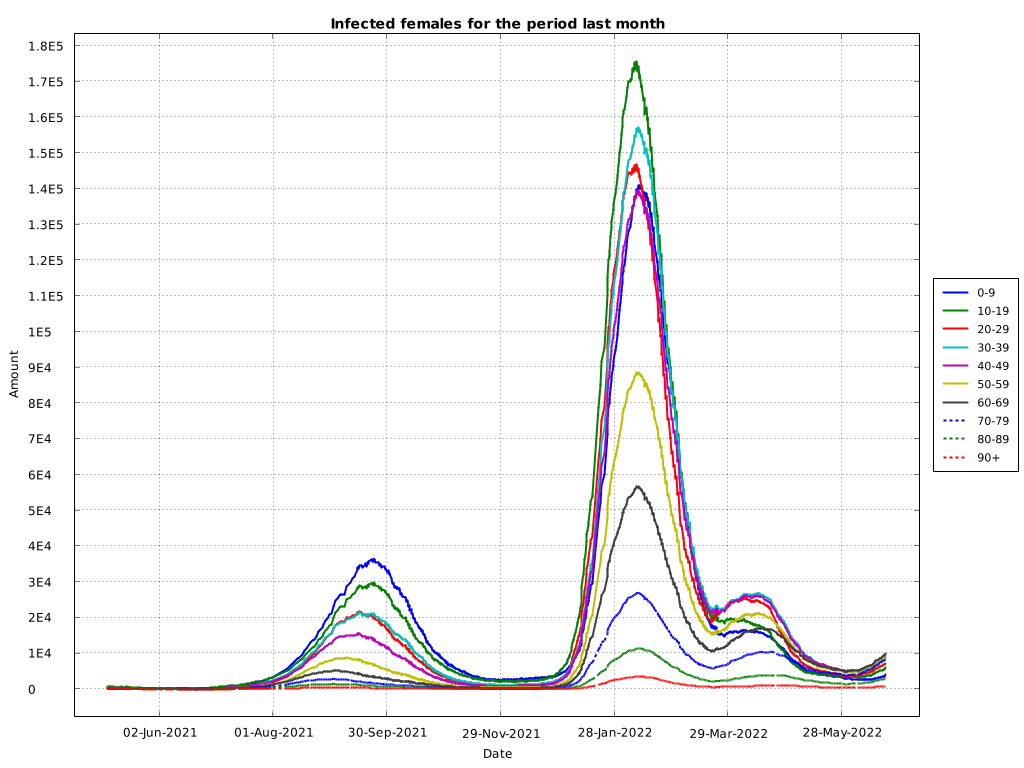 Infected females for the period last month
1.8E5
1.7E5
1.6E5
1.5E5
1.4E5
1.3E5
1.2E5
1.1E5
1E5
9E4
8E4
7E4
6E4
5E4
4E4
3E4
2E4
1E4
0
Amount
02-Jun-2021
01-Aug-2021
30-Sep-2021
29-Nov-2021
28-Jan-2022
29-Mar-2022
28-May-2022
Date
0-9
10-19
20-29
30-39
40-49
50-59
60-69
70-79
80-89
90+